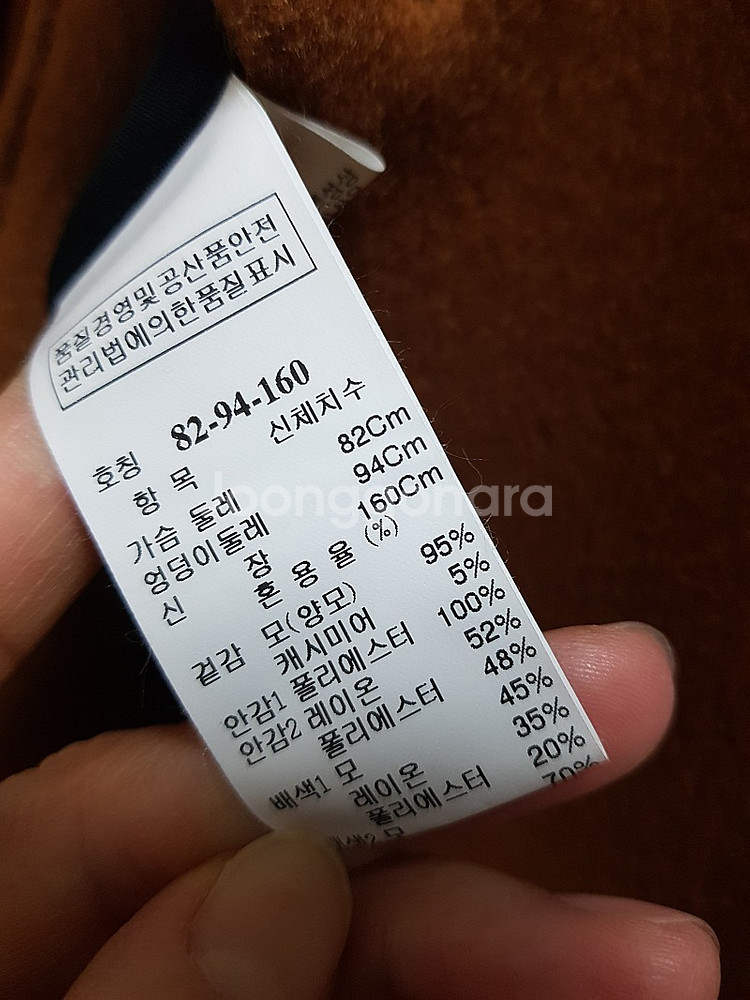 품질경영및공산품안전
관리법에의한품질표시
호칭 82-94-160
항 목 신체치수
가슴 둘레 82Cm
엉덩이둘레 94Cm
신 장 160Cm
혼 용 율 (%)
겉감 모(양모) 95%
캐시미어 5%
안감1 폴리에스터 100%
안감2 레이온 52%
폴리에스터 48%
배색1 모 45%
레이온 35%
폴리에스터 20%
모 70%
joonggonara